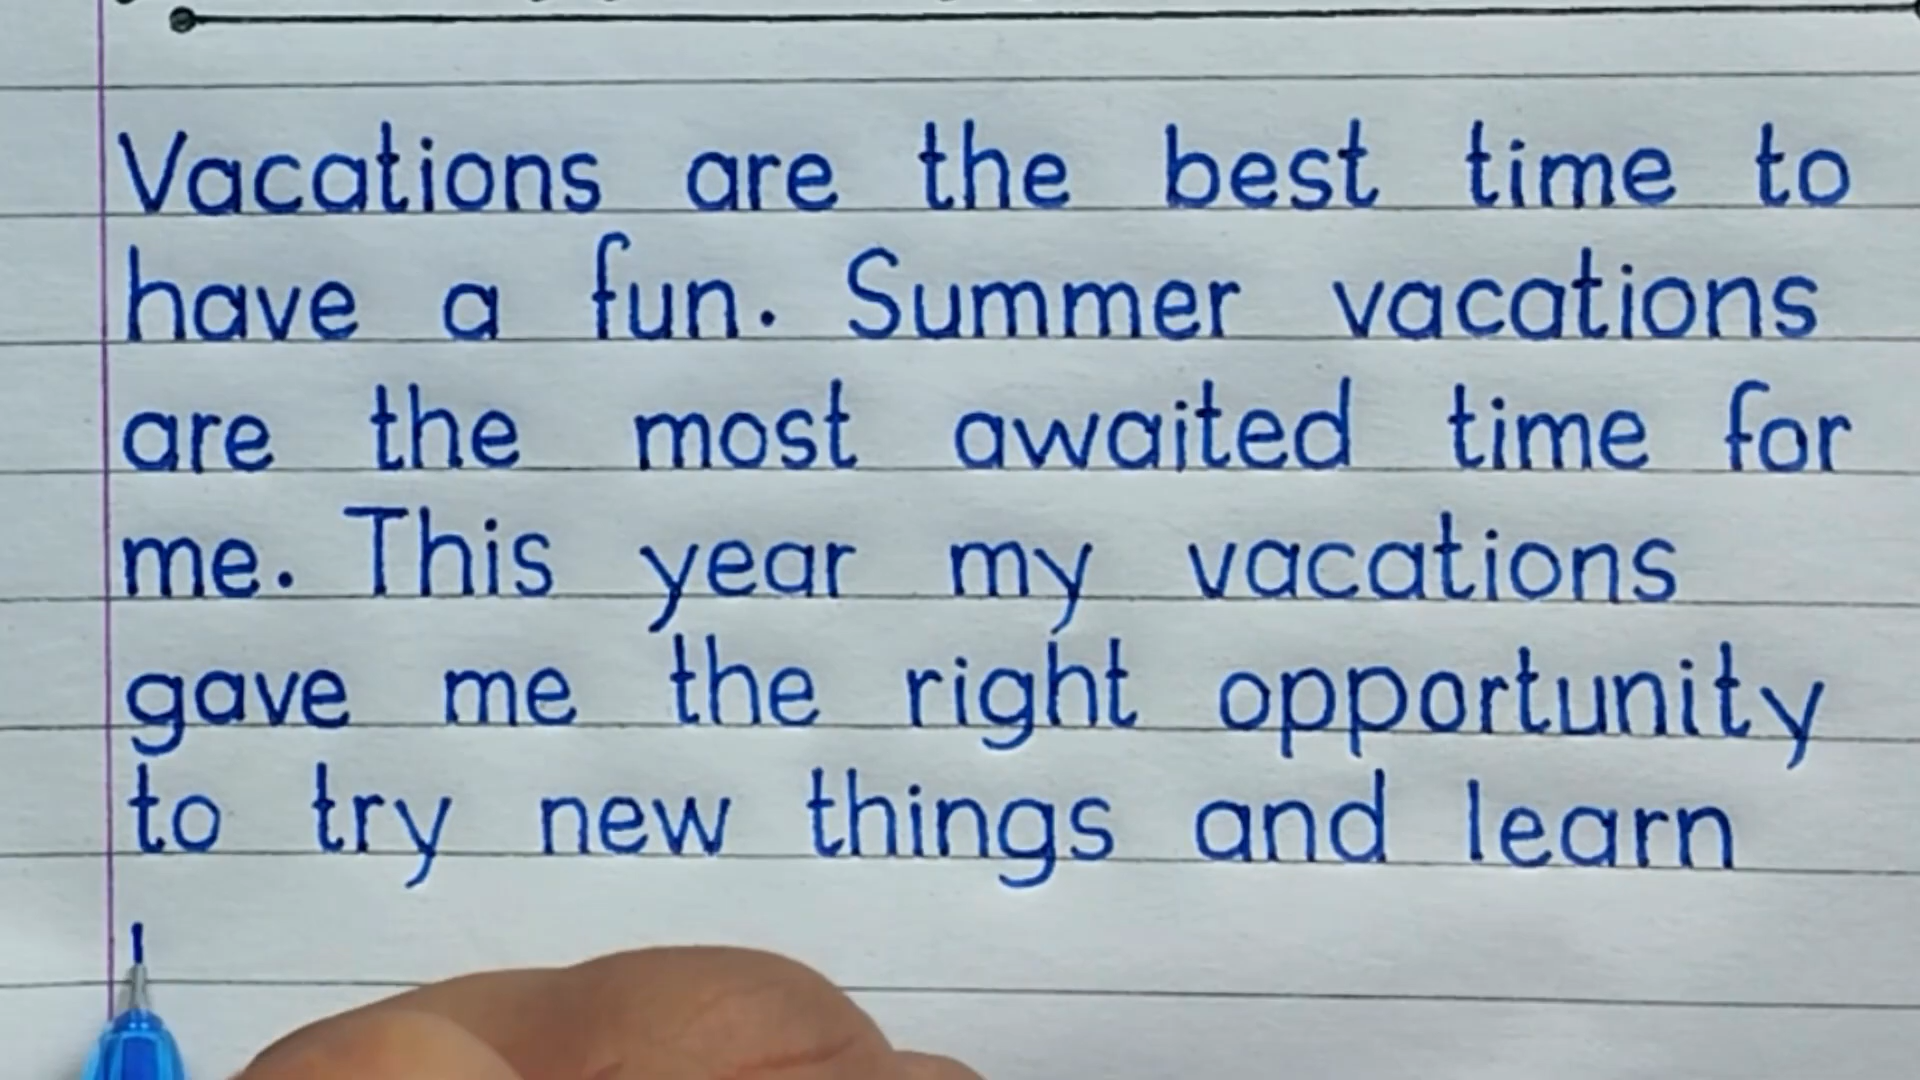 Vacations are the best time to
have a fun. Summer vacations
are the most awaited time for
me. This year my vacations
gave me the right opportunity
to try new things and learn